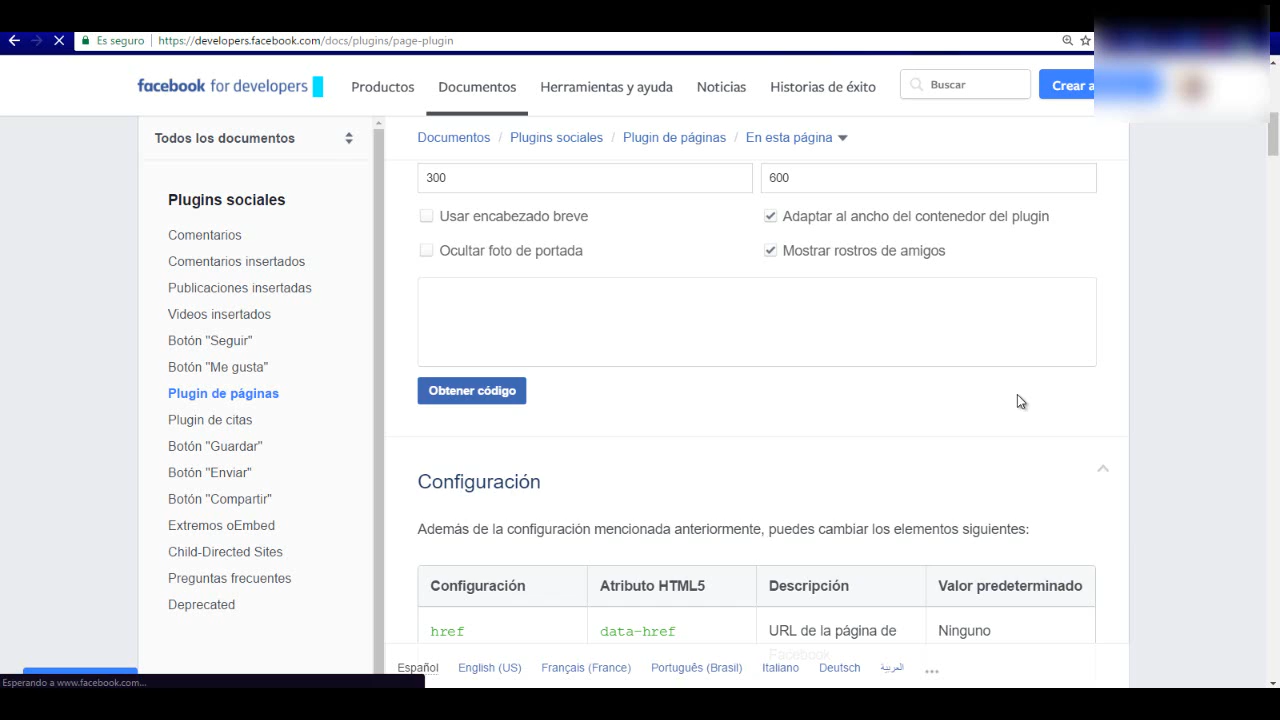 Es seguro https://developers.facebook.com/docs/plugins/page-plugin
facebook for developers
Productos
Documentos
Herramientas y ayuda
Noticias
Historias de éxito
Buscar
Crear a
Todos los documentos
Documentos / Plugins sociales / Plugin de páginas / En esta página
Plugins sociales
Comentarios
Comentarios insertados
Publicaciones insertadas
Videos insertados
Botón "Seguir"
Botón "Me gusta"
Plugin de páginas
Plugin de citas
Botón "Guardar"
Botón "Enviar"
Botón "Compartir"
Extremos oEmbed
Child-Directed Sites
Preguntas frecuentes
Deprecated
300
600
Usar encabezado breve
Adaptar al ancho del contenedor del plugin
Ocultar foto de portada
Mostrar rostros de amigos
Obtener código
Configuración
Además de la configuración mencionada anteriormente, puedes cambiar los elementos siguientes:
Configuración Atributo HTML5 Descripción Valor predeterminado
href data-href URL de la página de Ninguno
Facebook
Español English (US) Français (France) Português (Brasil) Italiano Deutsch العربية ...
Esperando a www.facebook.com...